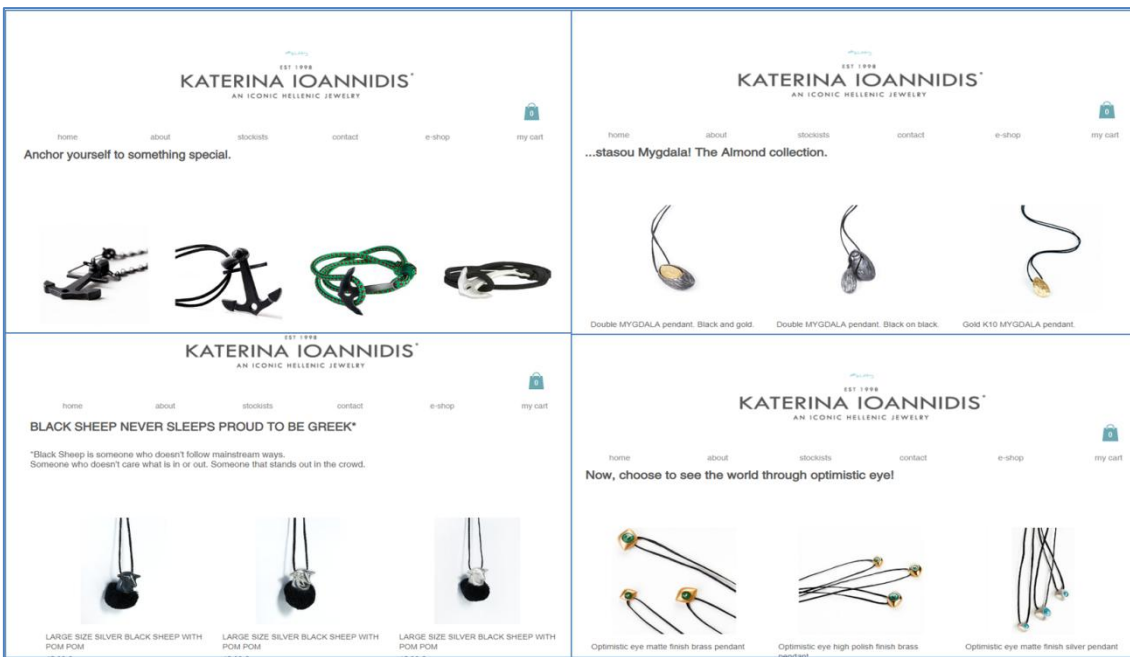 EST 1998
KATERINA IOANNIDIS*
AN ICONIC HELLENIC JEWELRY
0
home about stockists contact e-shop my cart
Anchor yourself to something special.
EST 1998
KATERINA IOANNIDIS*
AN ICONIC HELLENIC JEWELRY
0
home about stockists contact e-shop my cart
...stasou Mygdala! The Almond collection.
Double MYGDALA pendant. Black and gold.
Double MYGDALA pendant. Black on black.
Gold K10 MYGDALA pendant.
EST 1998
KATERINA IOANNIDIS*
AN ICONIC HELLENIC JEWELRY
0
home about stockists contact e-shop my cart
BLACK SHEEP NEVER SLEEPS PROUD TO BE GREEK*
*Black Sheep is someone who doesn't follow mainstream ways.
Someone who doesn't care what is in or out. Someone that stands out in the crowd.
LARGE SIZE SILVER BLACK SHEEP WITH
POM POM
LARGE SIZE SILVER BLACK SHEEP WITH
POM POM
LARGE SIZE SILVER BLACK SHEEP WITH
POM POM
EST 1998
KATERINA IOANNIDIS*
AN ICONIC HELLENIC JEWELRY
0
home about stockists contact e-shop my cart
Now, choose to see the world through optimistic eye!
Optimistic eye matte finish brass pendant
Optimistic eye high polish finish brass
pendant
Optimistic eye matte finish silver pendant